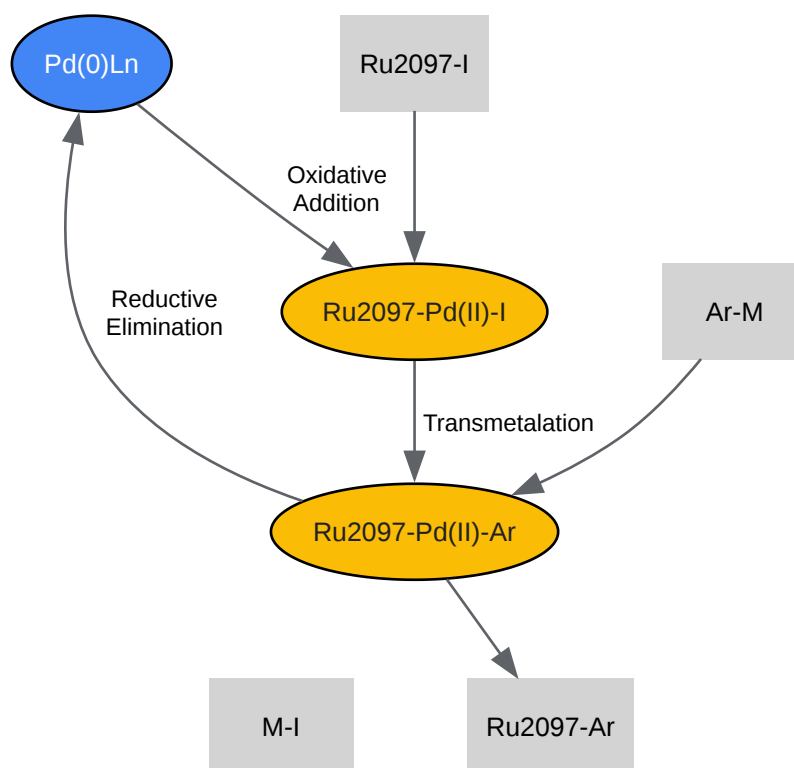 Pd(0)Ln
Ru2097-I
Oxidative
Addition
Reductive
Elimination
Ru2097-Pd(II)-I
Ar-M
Transmetalation
Ru2097-Pd(II)-Ar
M-I
Ru2097-Ar